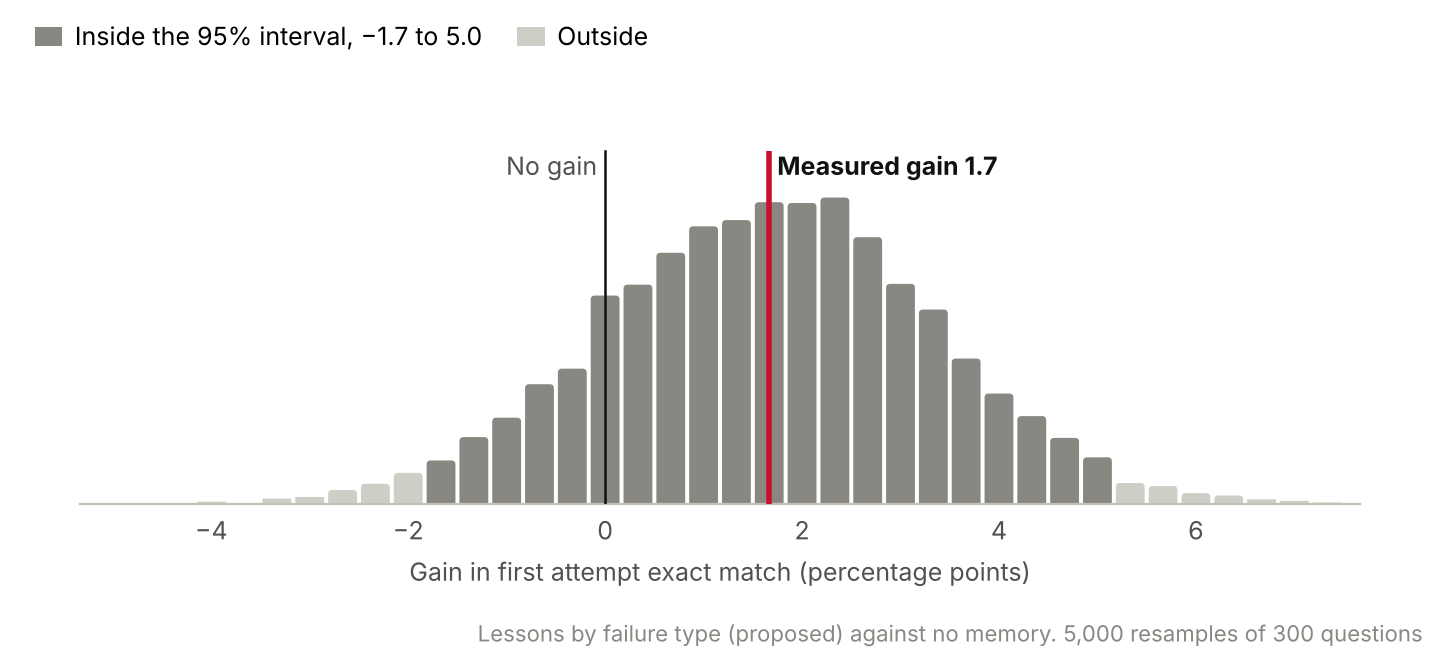 Inside the 95% interval, −1.7 to 5.0 Outside
No gain Measured gain 1.7
−4 −2 0 2 4 6
Gain in first attempt exact match (percentage points)
Lessons by failure type (proposed) against no memory. 5,000 resamples of 300 questions